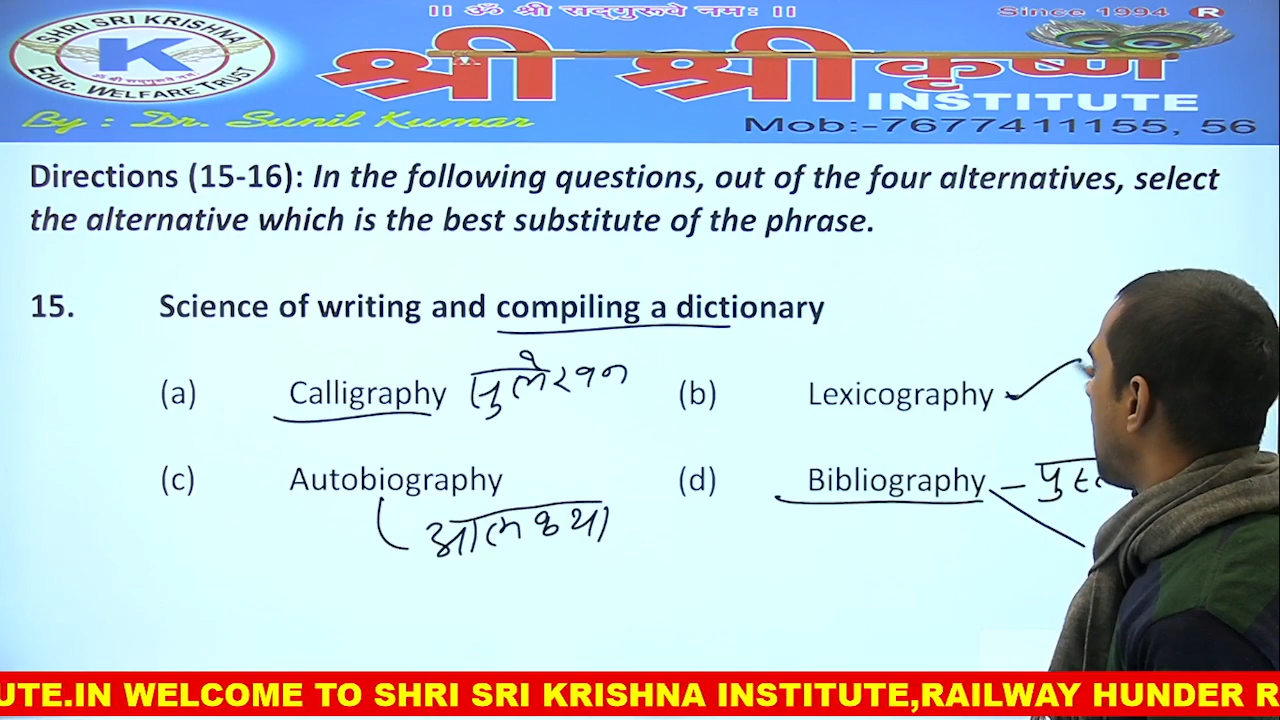 || ॐ श्री सद्गुरूवे नमः ||
Since 1994 R
SHRI SRI KRISHNA
K
ॐ श्री सद्गुरूवे नमः
EDUC. WELFARE TRUST
श्री श्री कृष्ण
INSTITUTE
By : Dr. Sunil Kumar
Mob:-7677411155, 56
Directions (15-16): In the following questions, out of the four alternatives, select
the alternative which is the best substitute of the phrase.
15. Science of writing and compiling a dictionary
(a) Calligraphy सुलेखन (b) Lexicography
(c) Autobiography (d) Bibliography –
आत्मकथा
UTE.IN WELCOME TO SHRI SRI KRISHNA INSTITUTE,RAILWAY HUNDER R